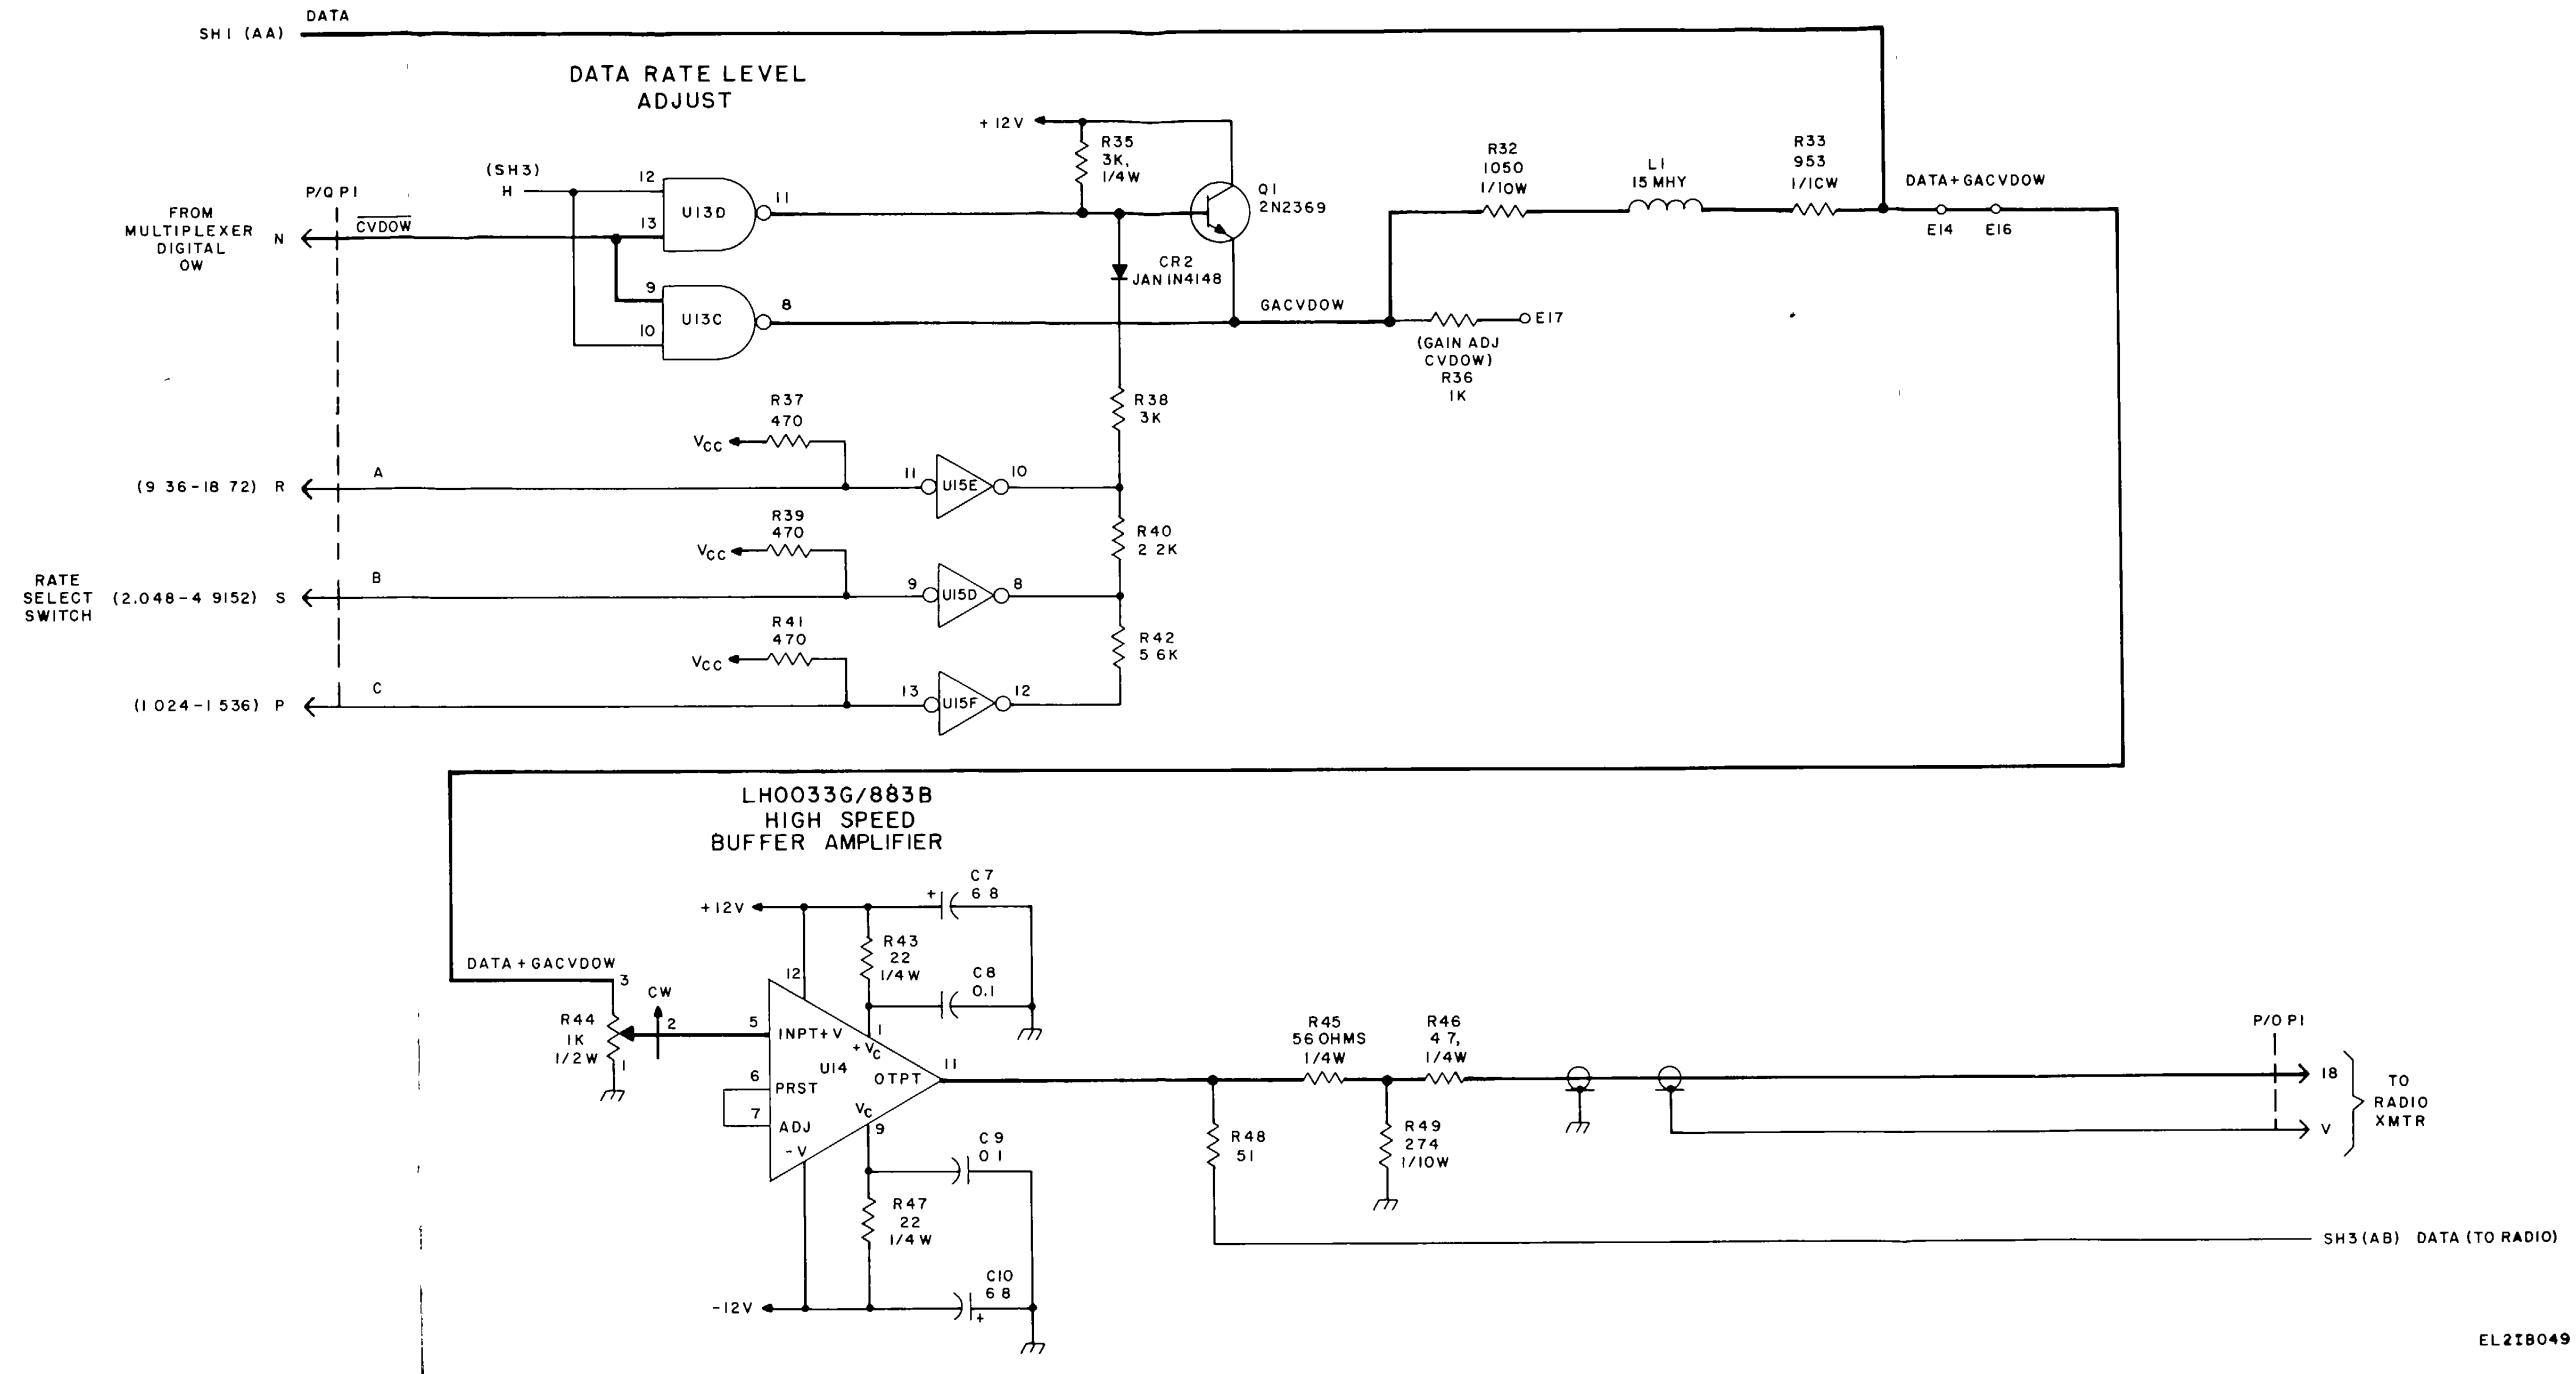 DATA
SH1 (AA)
DATA RATE LEVEL
ADJUST
+12V
R35
3K,
1/4W
(SH3)
H
12
13
U13D
11
Q1
2N2369
R32
1050
1/10W
L1
15 MHY
R33
953
1/1CW
DATA+GACVDOW
E14
E16
P/Q P1
FROM
MULTIPLEXER
DIGITAL
OW
N
CVDOW
CR2
JAN 1N4148
9
10
U13C
8
GACVDOW
E17
(GAIN ADJ
CVDOW)
R36
1K
R38
3K
R37
470
VCC
(9 36-18 72) R
A
11
U15E
10
R39
470
VCC
R40
2 2K
RATE
SELECT
SWITCH
(2.048-4 9152) S
B
9
U15D
8
R41
470
VCC
R42
5 6K
(1 024-1 536) P
C
13
U15F
12
LH0033G/883B
HIGH SPEED
BUFFER AMPLIFIER
C7
6 8
+
+12V
R43
22
1/4W
C8
0.1
DATA+GACVDOW
3
CW
2
R44
1K
1/2W
1
12
5
INPT+V
1
+VC
U14
OTPT
11
6
PRST
7
ADJ
VC
9
-V
C9
0 1
R47
22
1/4W
C10
6 8
+
-12V
R45
56 OHMS
1/4W
R46
4 7,
1/4W
R48
51
R49
274
1/10W
P/O P1
18
V
TO
RADIO
XMTR
SH3(AB) DATA (TO RADIO)
EL2IB049